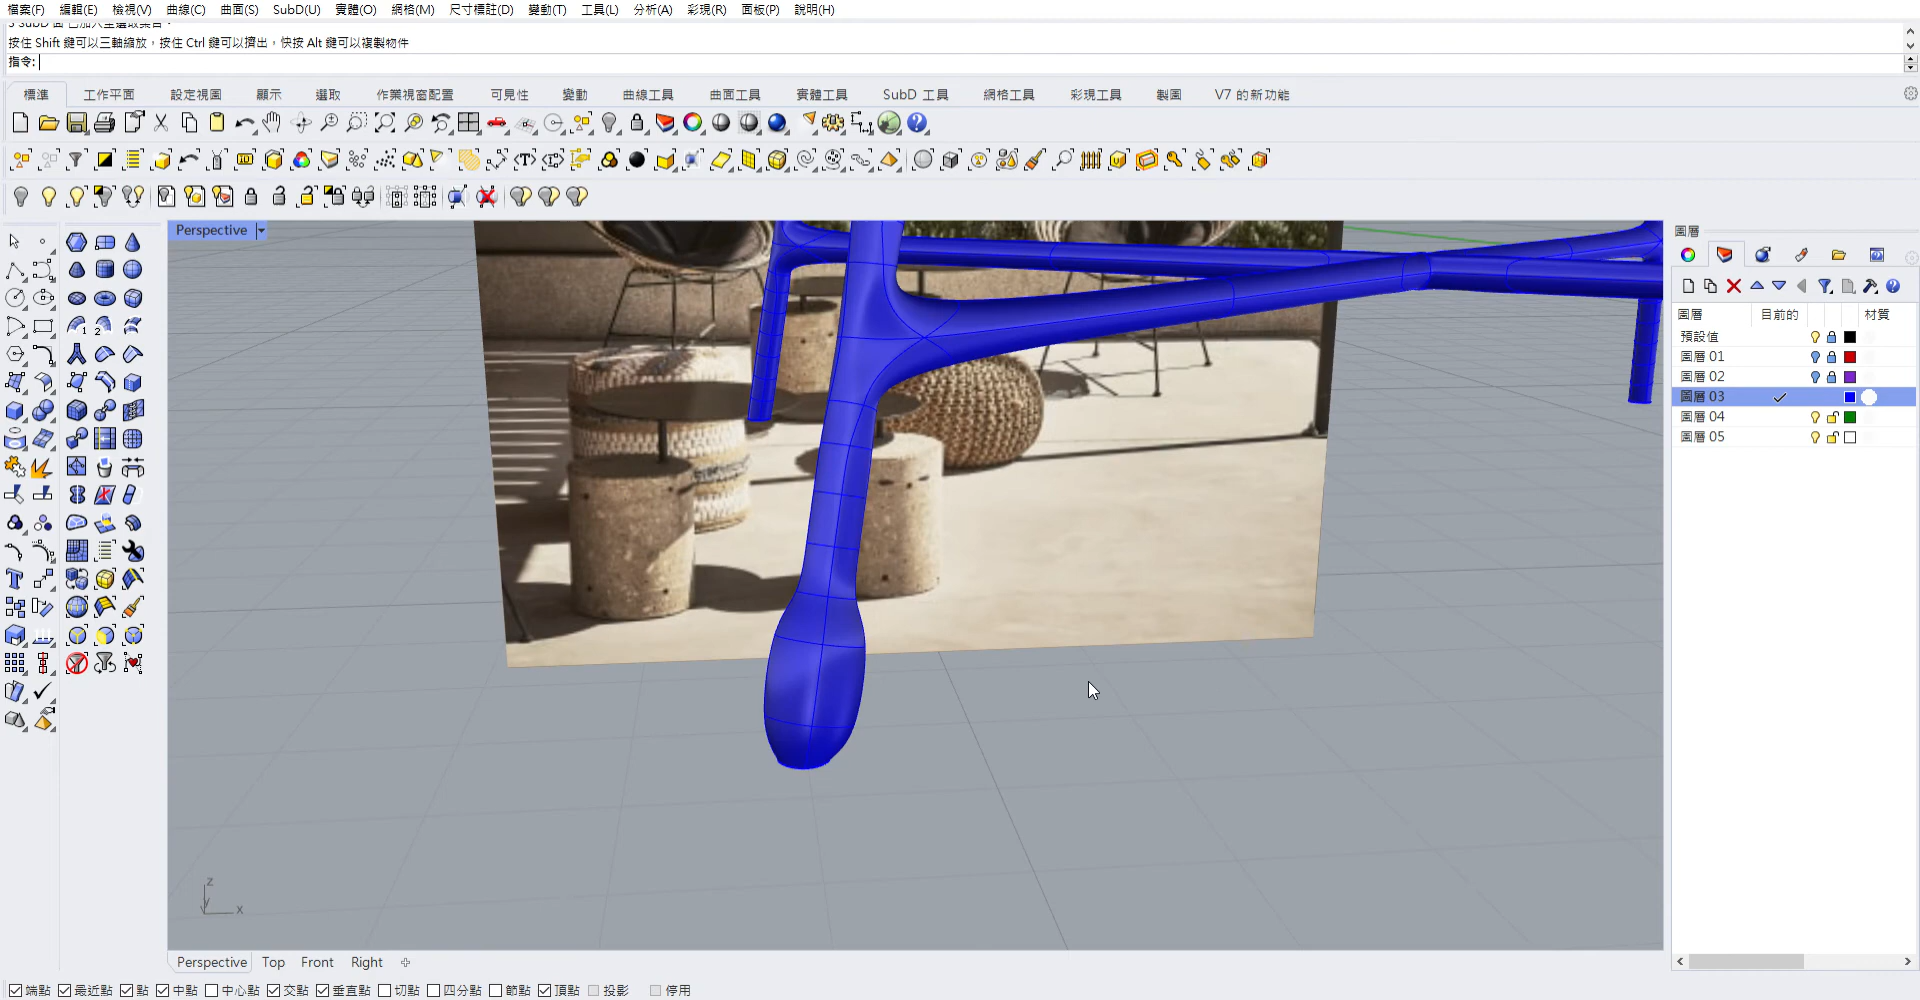 檔案(F) 編輯(E) 檢視(V) 曲線(C) 曲面(S) SubD(U) 實體(O) 網格(M) 尺寸標註(D) 變動(T) 工具(L) 分析(A) 彩現(R) 面板(P) 說明(H)
按住 Shift 鍵可以三軸縮放，按住 Ctrl 鍵可以擠出，快按 Alt 鍵可以複製物件
指令:
標準 工作平面 設定視圖 顯示 選取 作業視窗配置 可見性 變動 曲線工具 曲面工具 實體工具 SubD 工具 網格工具 彩現工具 製圖 V7 的新功能
Perspective
圖層
圖層 目前的 材質
預設值
圖層 01
圖層 02
圖層 03
圖層 04
圖層 05
z
y
x
Perspective Top Front Right
端點 最近點 點 中點 中心點 交點 垂直點 切點 四分點 節點 頂點 投影 停用